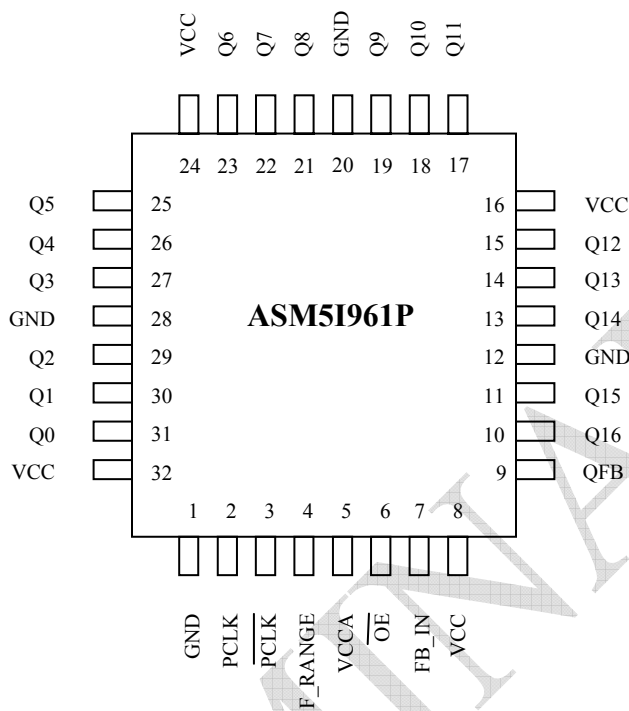 VCC Q6 Q7 Q8 GND Q9 Q10 Q11
24 23 22 21 20 19 18 17
Q5 25 16 VCC
Q4 26 15 Q12
Q3 27 14 Q13
GND 28 ASM5I961P 13 Q14
Q2 29 12 GND
Q1 30 11 Q15
Q0 31 10 Q16
VCC 32 9 QFB
1 2 3 4 5 6 7 8
GND PCLK P̅C̅L̅K̅ F_RANGE VCCA O̅E̅ FB_IN VCC